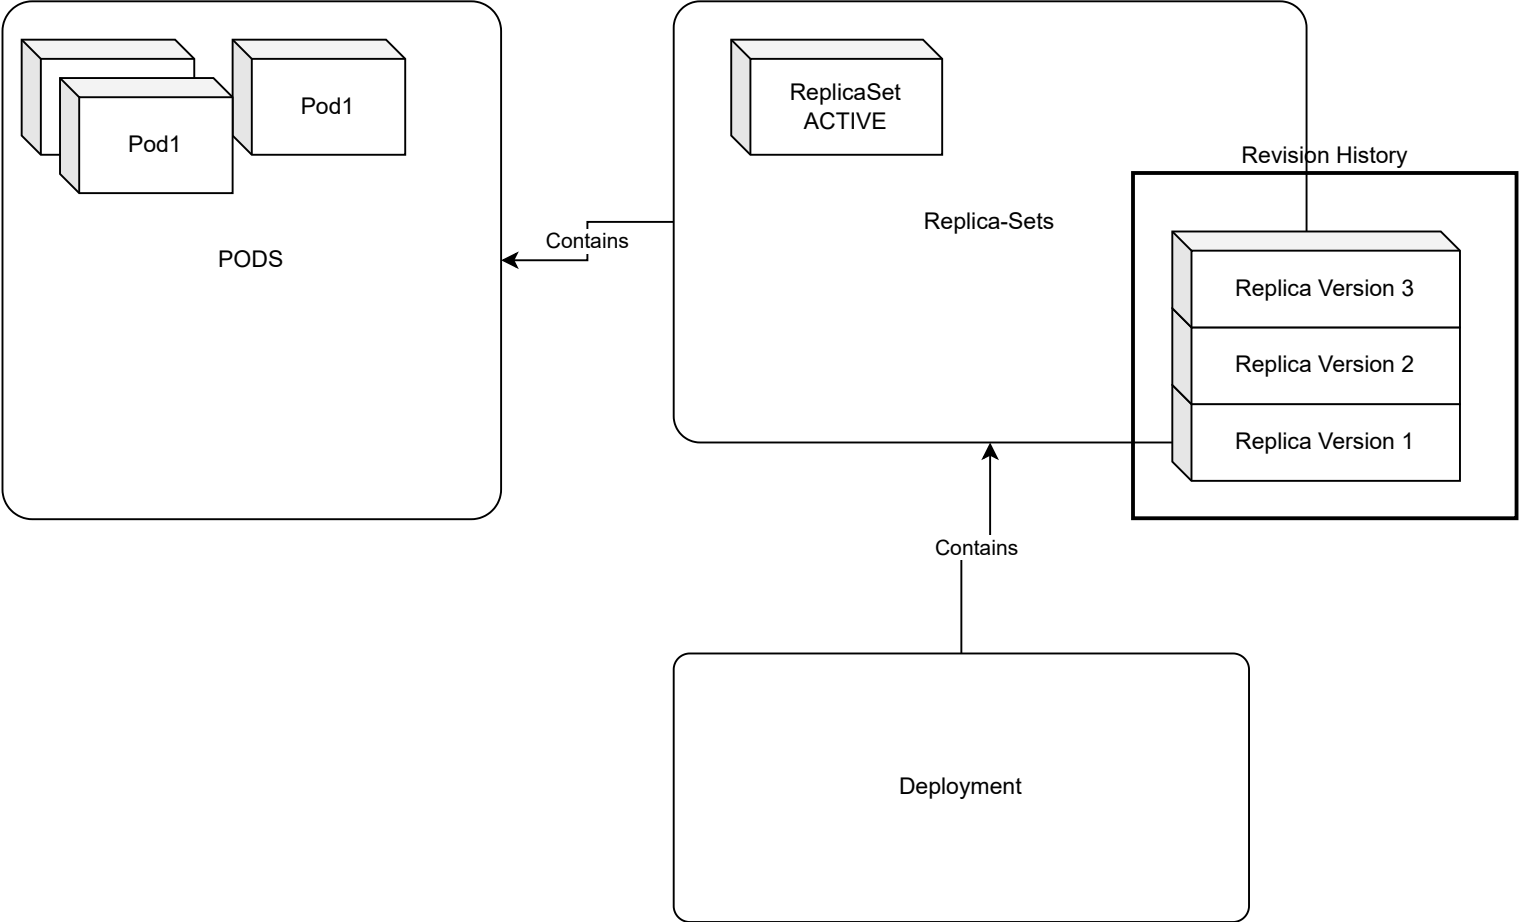 Pod1
Pod1
PODS
Contains
ReplicaSet
ACTIVE
Replica-Sets
Revision History
Replica Version 3
Replica Version 2
Replica Version 1
Contains
Deployment